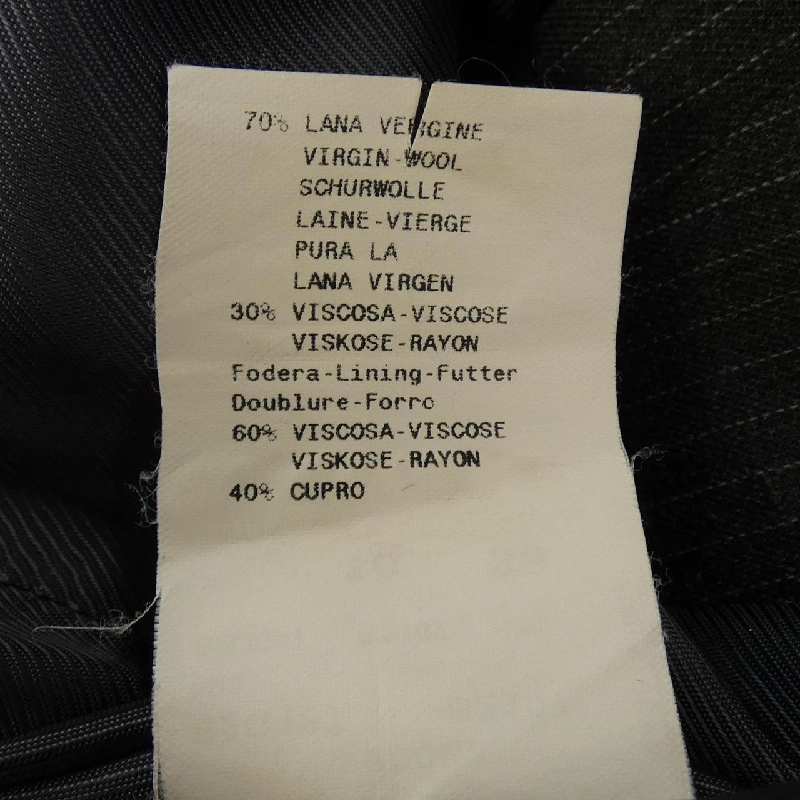 70% LANA VERGINE
VIRGIN-WOOL
SCHURWOLLE
LAINE-VIERGE
PURA LA
LANA VIRGEN
30% VISCOSA-VISCOSE
VISKOSE-RAYON
Fodera-Lining-Futter
Doublure-Forro
60% VISCOSA-VISCOSE
VISKOSE-RAYON
40% CUPRO